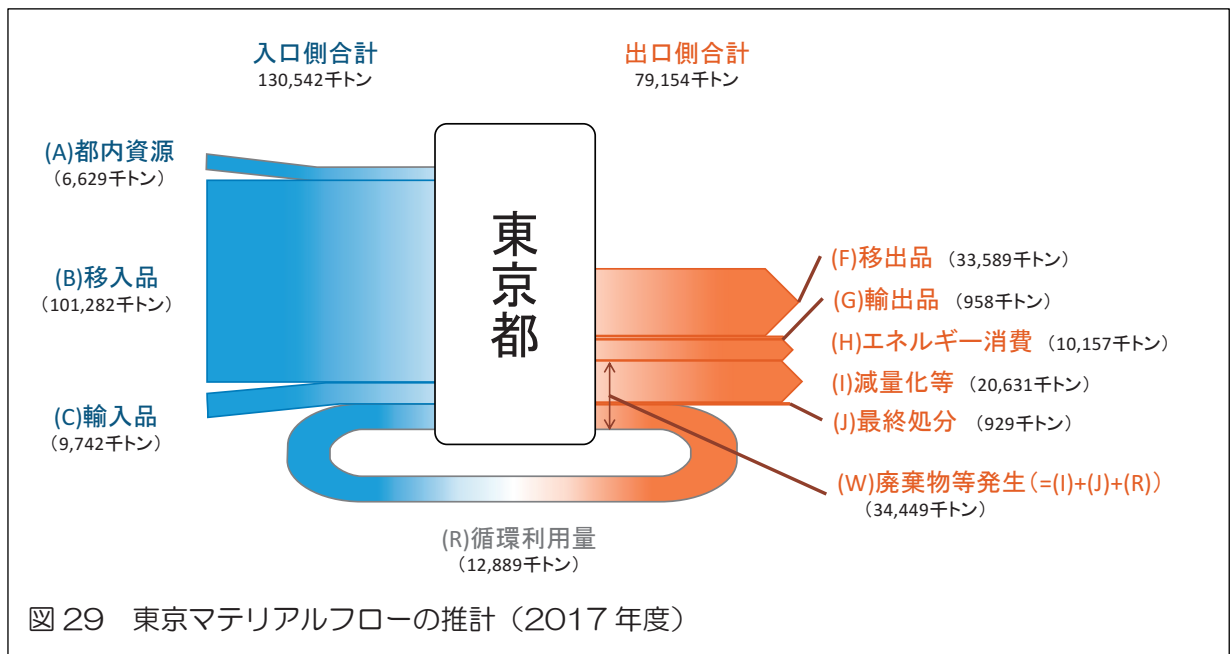 入口側合計
130,542千トン
出口側合計
79,154千トン
(A)都内資源
（6,629千トン）
(B)移入品
（101,282千トン）
(C)輸入品
（9,742千トン）
東京都
(F)移出品 （33,589千トン）
(G)輸出品 （958千トン）
(H)エネルギー消費 （10,157千トン）
(I)減量化等 （20,631千トン）
(J)最終処分 （929千トン）
(W)廃棄物等発生（=(I)+(J)+(R)）
（34,449千トン）
(R)循環利用量
（12,889千トン）
図 29 東京マテリアルフローの推計（2017 年度）